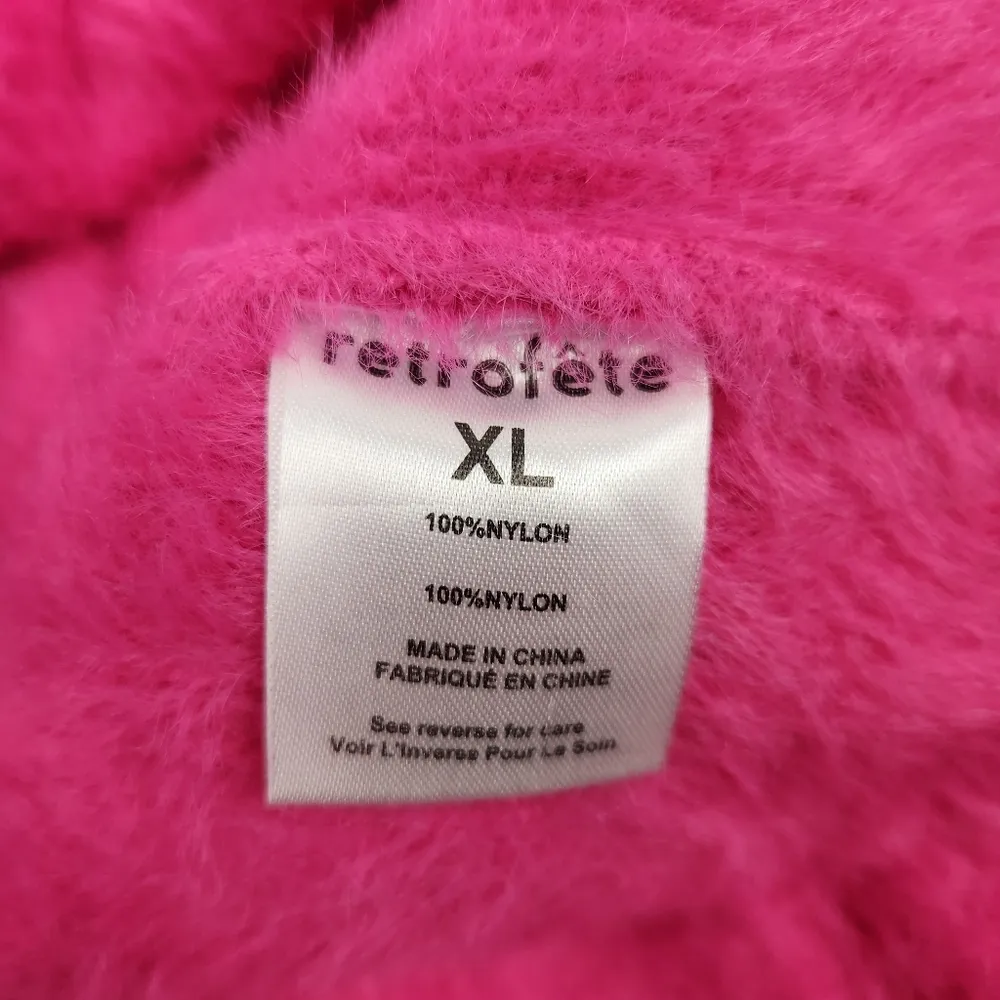 retrofête
XL
100%NYLON
100%NYLON
MADE IN CHINA
FABRIQUÉ EN CHINE
See reverse for care
Voir L'Inverse Pour Le Soin